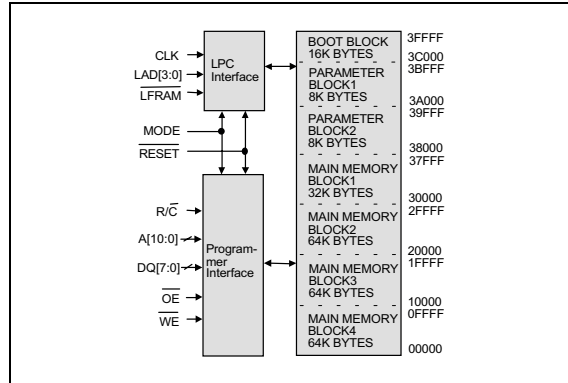 CLK
LAD[3:0]
LFRAM
MODE
RESET
R/C
A[10:0]
DQ[7:0]
OE
WE
LPC
Interface
Program-
mer
Interface
BOOT BLOCK
16K BYTES
PARAMETER
BLOCK1
8K BYTES
PARAMETER
BLOCK2
8K BYTES
MAIN MEMORY
BLOCK1
32K BYTES
MAIN MEMORY
BLOCK2
64K BYTES
MAIN MEMORY
BLOCK3
64K BYTES
MAIN MEMORY
BLOCK4
64K BYTES
3FFFF
3C000
3BFFF
3A000
39FFF
38000
37FFF
30000
2FFFF
20000
1FFFF
10000
0FFFF
00000